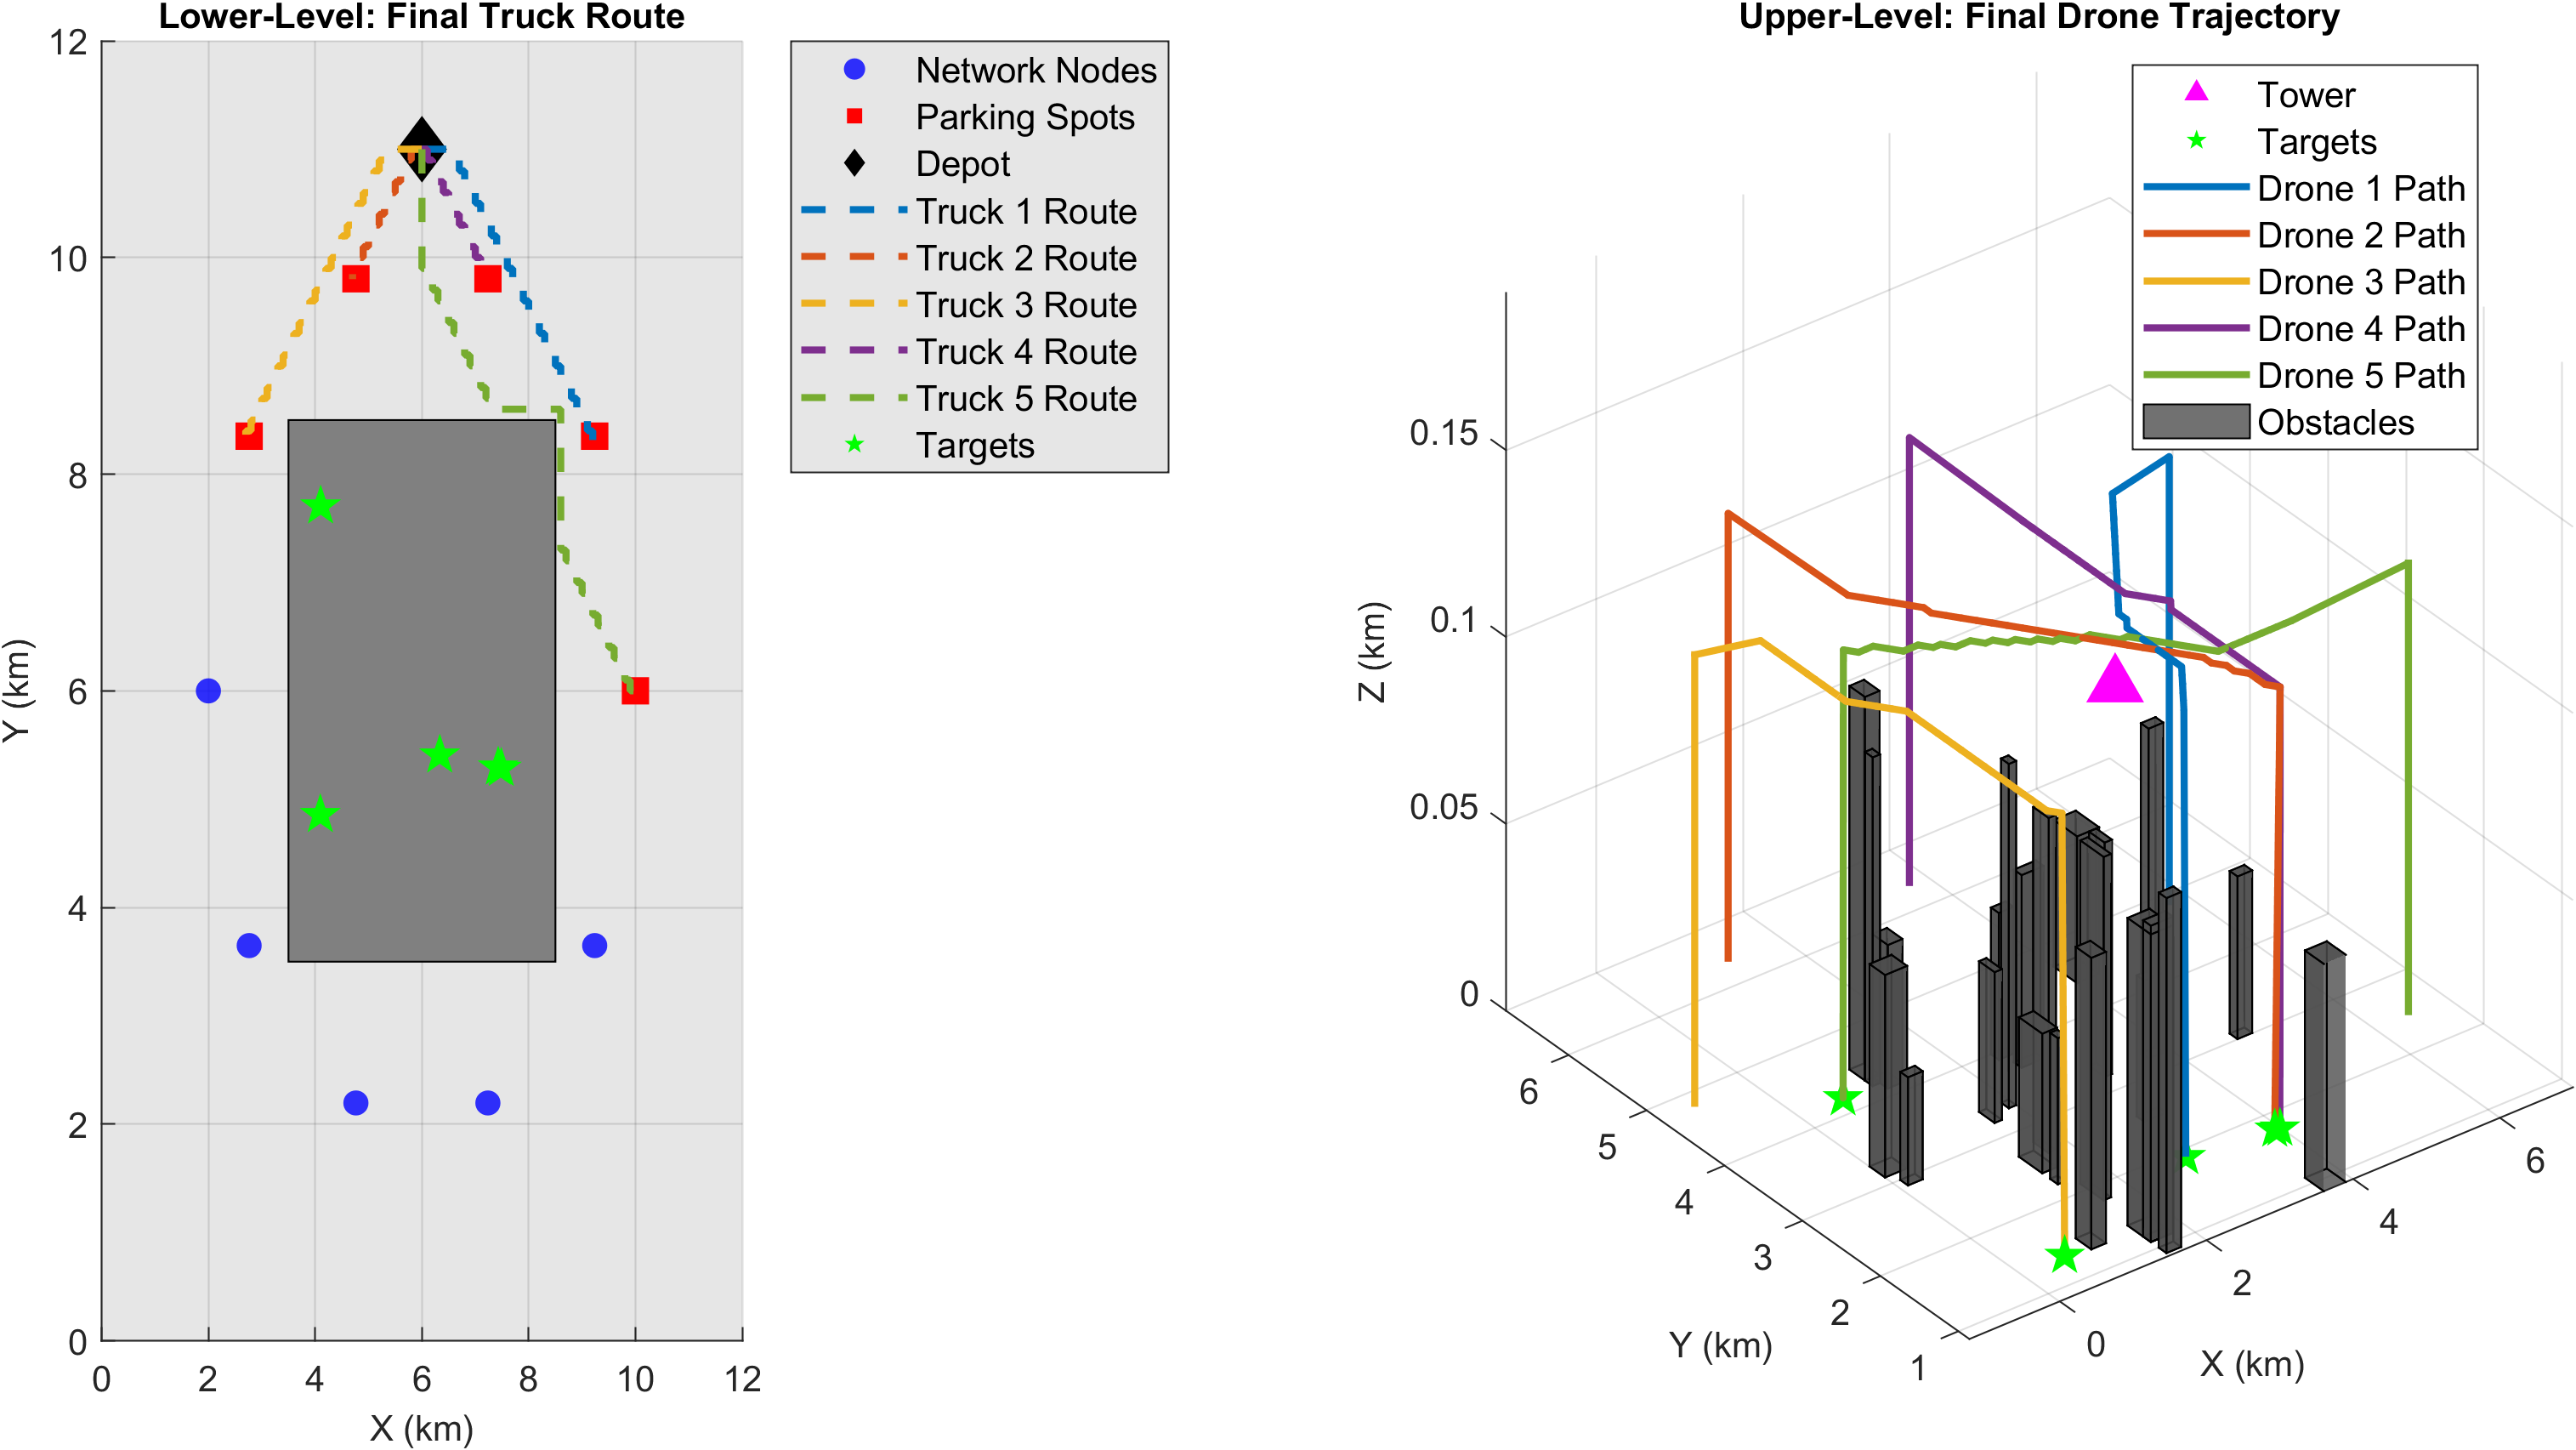 Lower-Level: Final Truck Route
12
10
8
6
4
2
0
0 2 4 6 8 10 12
X (km)
Y (km)
Network Nodes
Parking Spots
Depot
Truck 1 Route
Truck 2 Route
Truck 3 Route
Truck 4 Route
Truck 5 Route
Targets
Upper-Level: Final Drone Trajectory
Tower
Targets
Drone 1 Path
Drone 2 Path
Drone 3 Path
Drone 4 Path
Drone 5 Path
Obstacles
0.15
0.1
0.05
0
Z (km)
6
5
4
3
2
1
Y (km)
0
2
4
6
X (km)